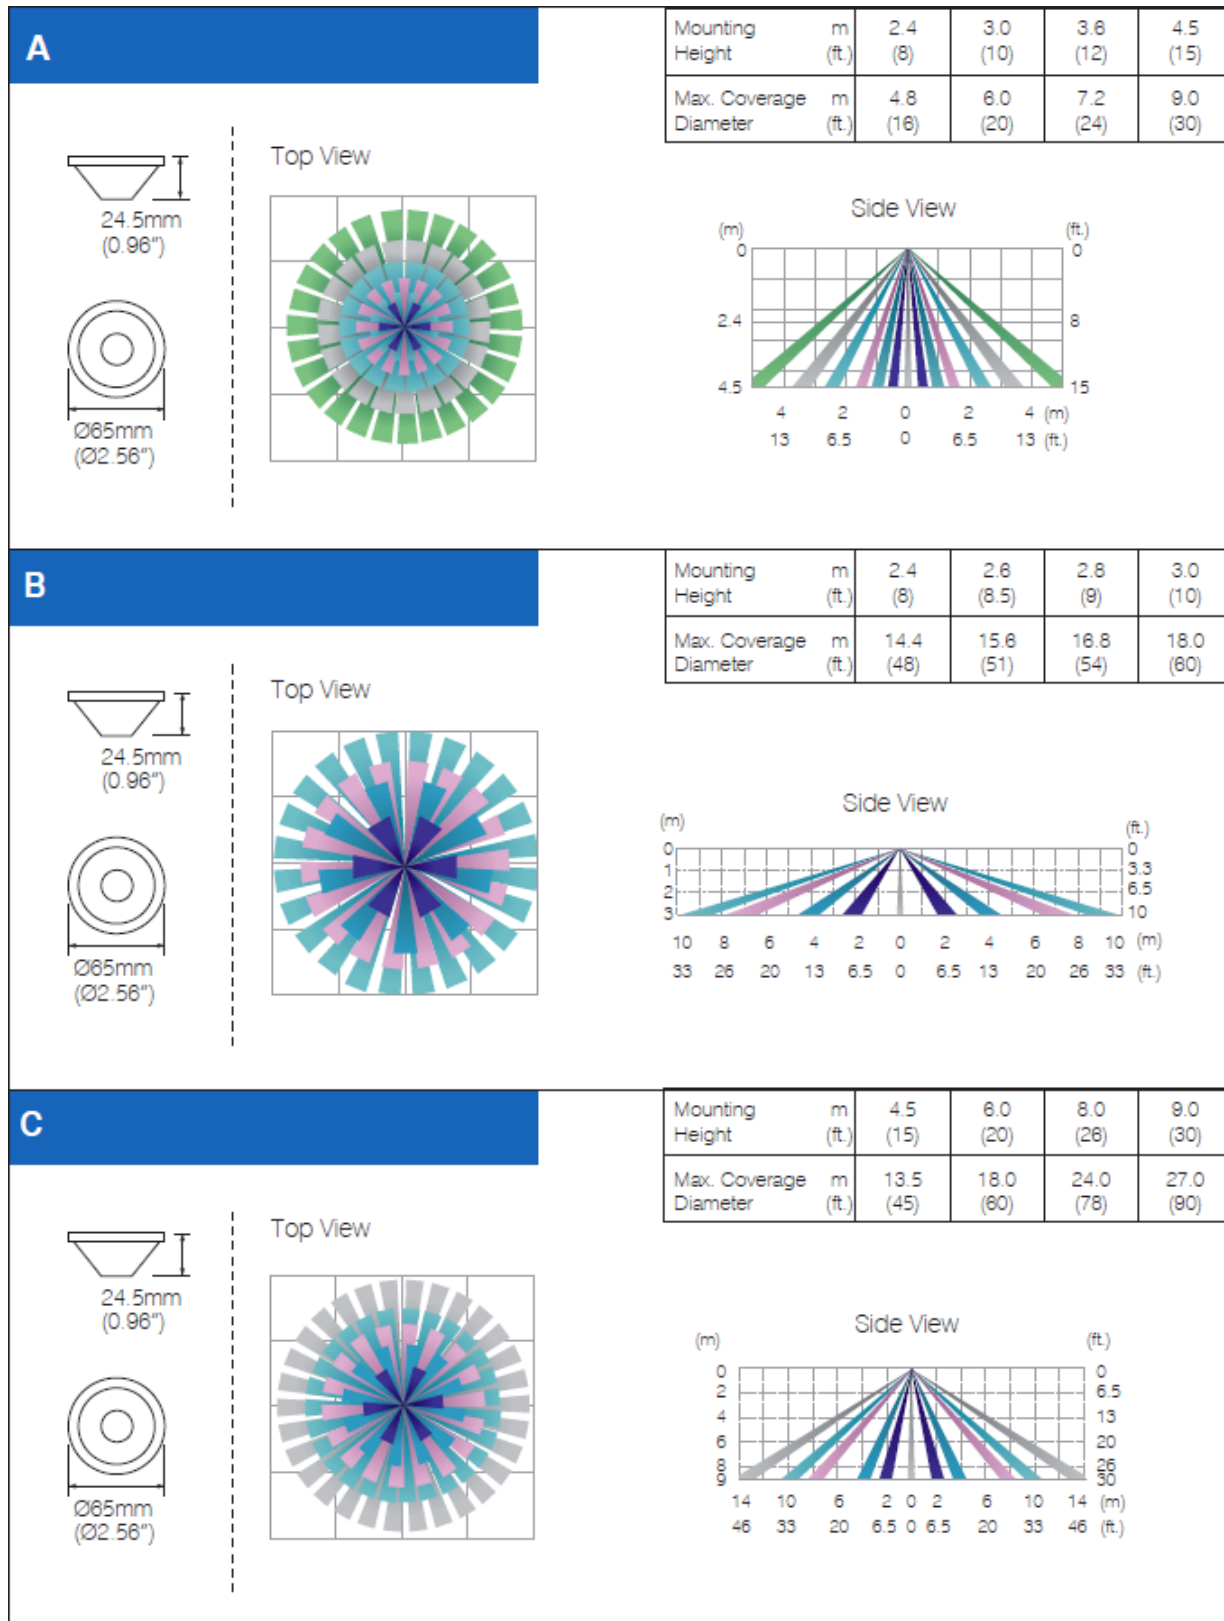 A
Mounting m 2.4 3.0 3.6 4.5
Height (ft.) (8) (10) (12) (15)
Max. Coverage m 4.8 6.0 7.2 9.0
Diameter (ft.) (16) (20) (24) (30)
24.5mm
(0.96")
Ø65mm
(Ø2.56")
Top View
Side View
(m) (ft.)
0 0
2.4 8
4.5 15
4 2 0 2 4 (m)
13 6.5 0 6.5 13 (ft.)
B
Mounting m 2.4 2.6 2.8 3.0
Height (ft.) (8) (8.5) (9) (10)
Max. Coverage m 14.4 15.6 16.8 18.0
Diameter (ft.) (48) (51) (54) (60)
24.5mm
(0.96")
Ø65mm
(Ø2.56")
Top View
Side View
(m) (ft.)
0 0
1 3.3
2 6.5
3 10
10 8 6 4 2 0 2 4 6 8 10 (m)
33 26 20 13 6.5 0 6.5 13 20 26 33 (ft.)
C
Mounting m 4.5 6.0 8.0 9.0
Height (ft.) (15) (20) (26) (30)
Max. Coverage m 13.5 18.0 24.0 27.0
Diameter (ft.) (45) (60) (78) (90)
24.5mm
(0.96")
Ø65mm
(Ø2.56")
Top View
Side View
(m) (ft.)
0 0
2 6.5
4 13
6 20
8 26
9 30
14 10 6 2 0 2 6 10 14 (m)
46 33 20 6.5 0 6.5 20 33 46 (ft.)